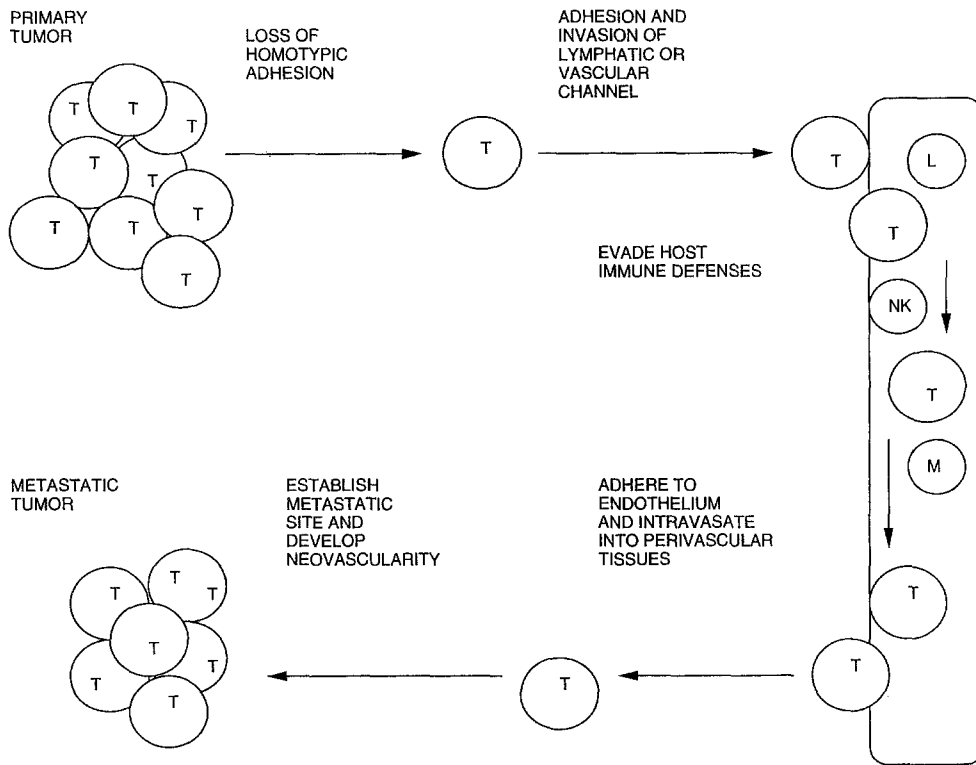 PRIMARY
TUMOR
LOSS OF
HOMOTYPIC
ADHESION
ADHESION AND
INVASION OF
LYMPHATIC OR
VASCULAR
CHANNEL
T
T
T
T
T
T
T
T
T
T
T
L
T
EVADE HOST
IMMUNE DEFENSES
NK
T
M
T
T
ADHERE TO
ENDOTHELIUM
AND INTRAVASATE
INTO PERIVASCULAR
TISSUES
T
ESTABLISH
METASTATIC
SITE AND
DEVELOP
NEOVASCULARITY
METASTATIC
TUMOR
T
T
T
T
T
T
T